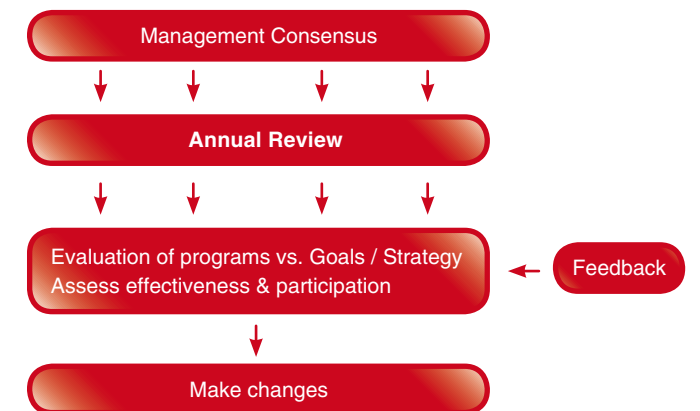 Management Consensus
Annual Review
Evaluation of programs vs. Goals / Strategy
Assess effectiveness & participation
Feedback
Make changes